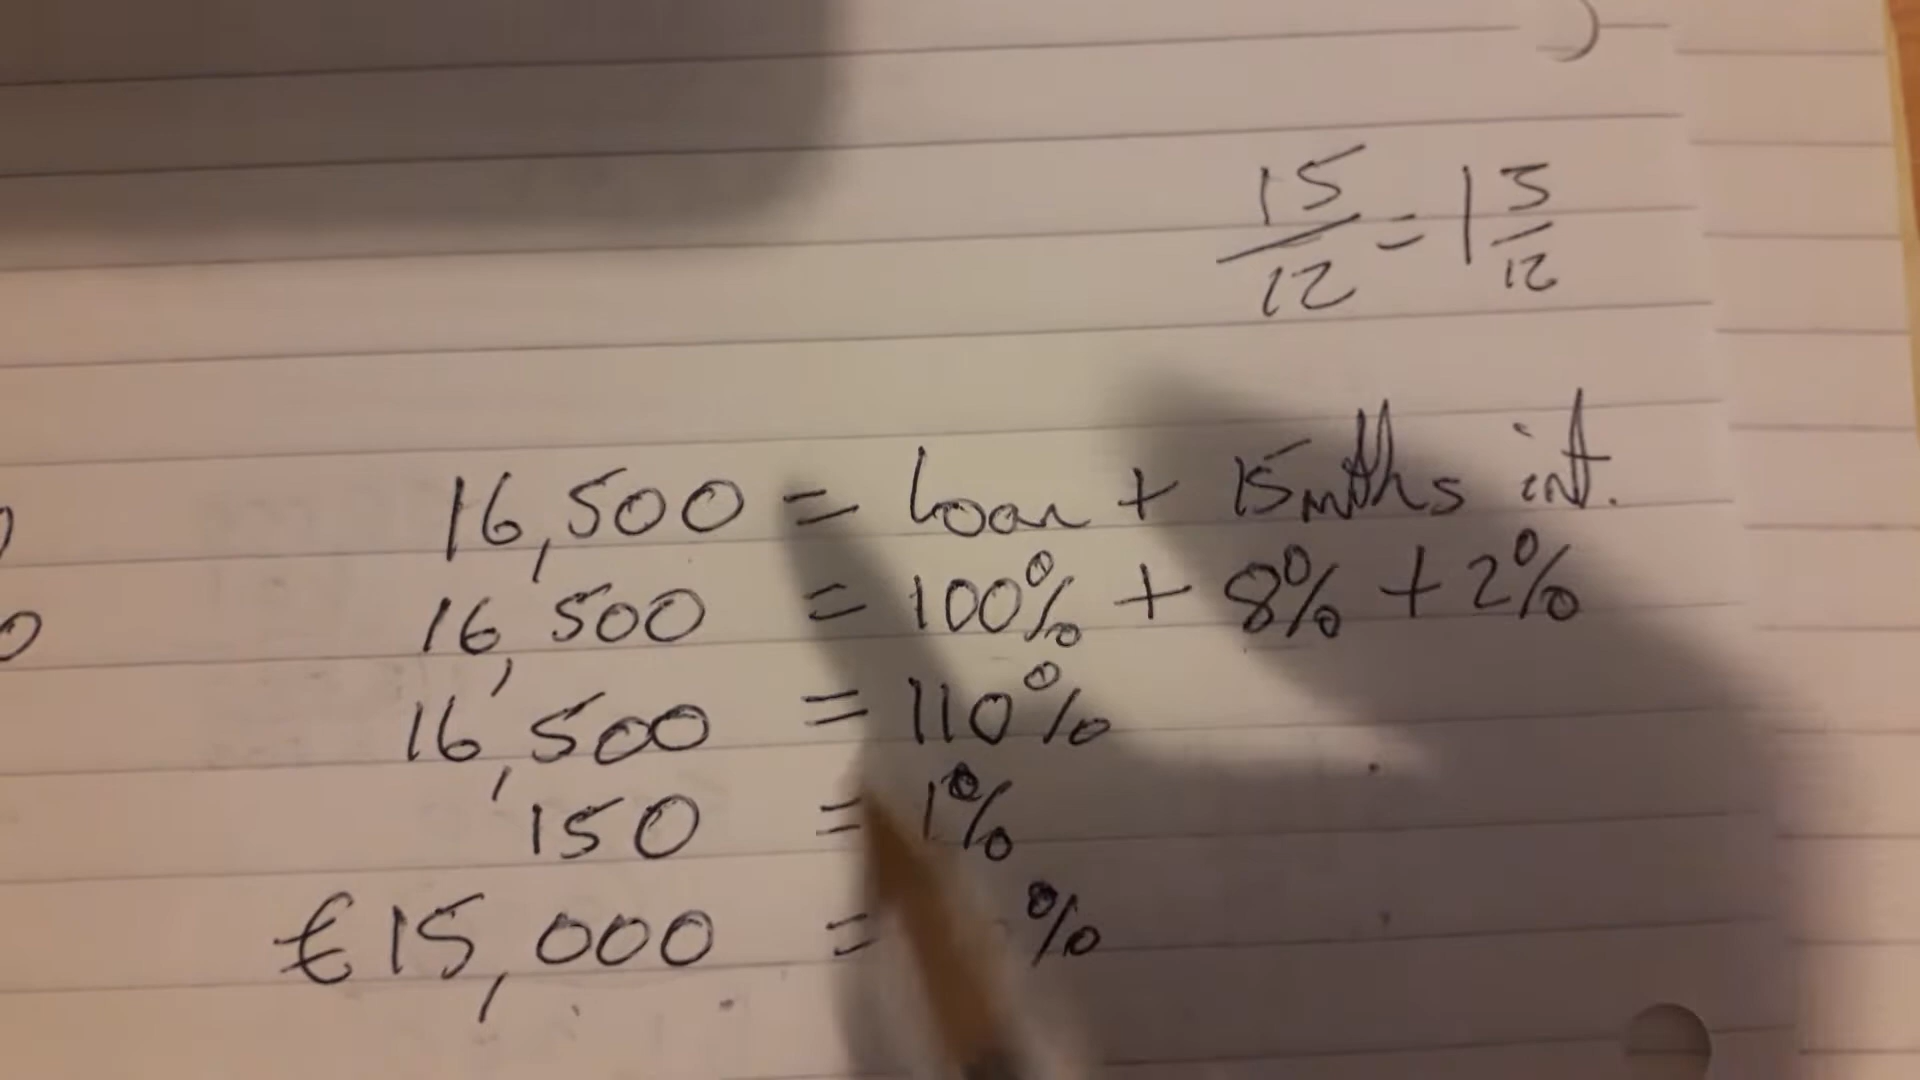 15/12 = 1 3/12
16,500 = Loan + 15mths int.
16,500 = 100% + 8% + 2%
16,500 = 110%
150 = 1%
€15,000 = %